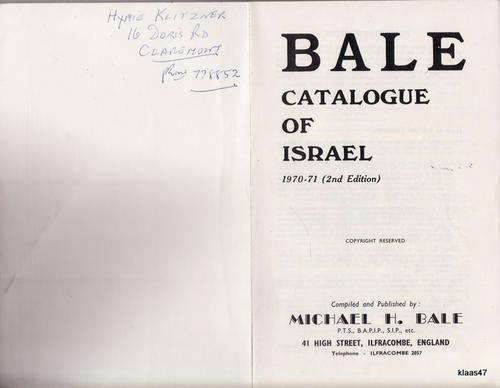 HYMIE KLITZNER
16 DORIS RD
CLAREMONT
Phone 778852
BALE
CATALOGUE
OF
ISRAEL
1970-71 (2nd Edition)
COPYRIGHT RESERVED
Compiled and Published by:
MICHAEL H. BALE
P.T.S., B.A.P.I.P., S.I.P., etc.
41 HIGH STREET, ILFRACOMBE, ENGLAND
Telephone - ILFRACOMBE 2857
klaas47